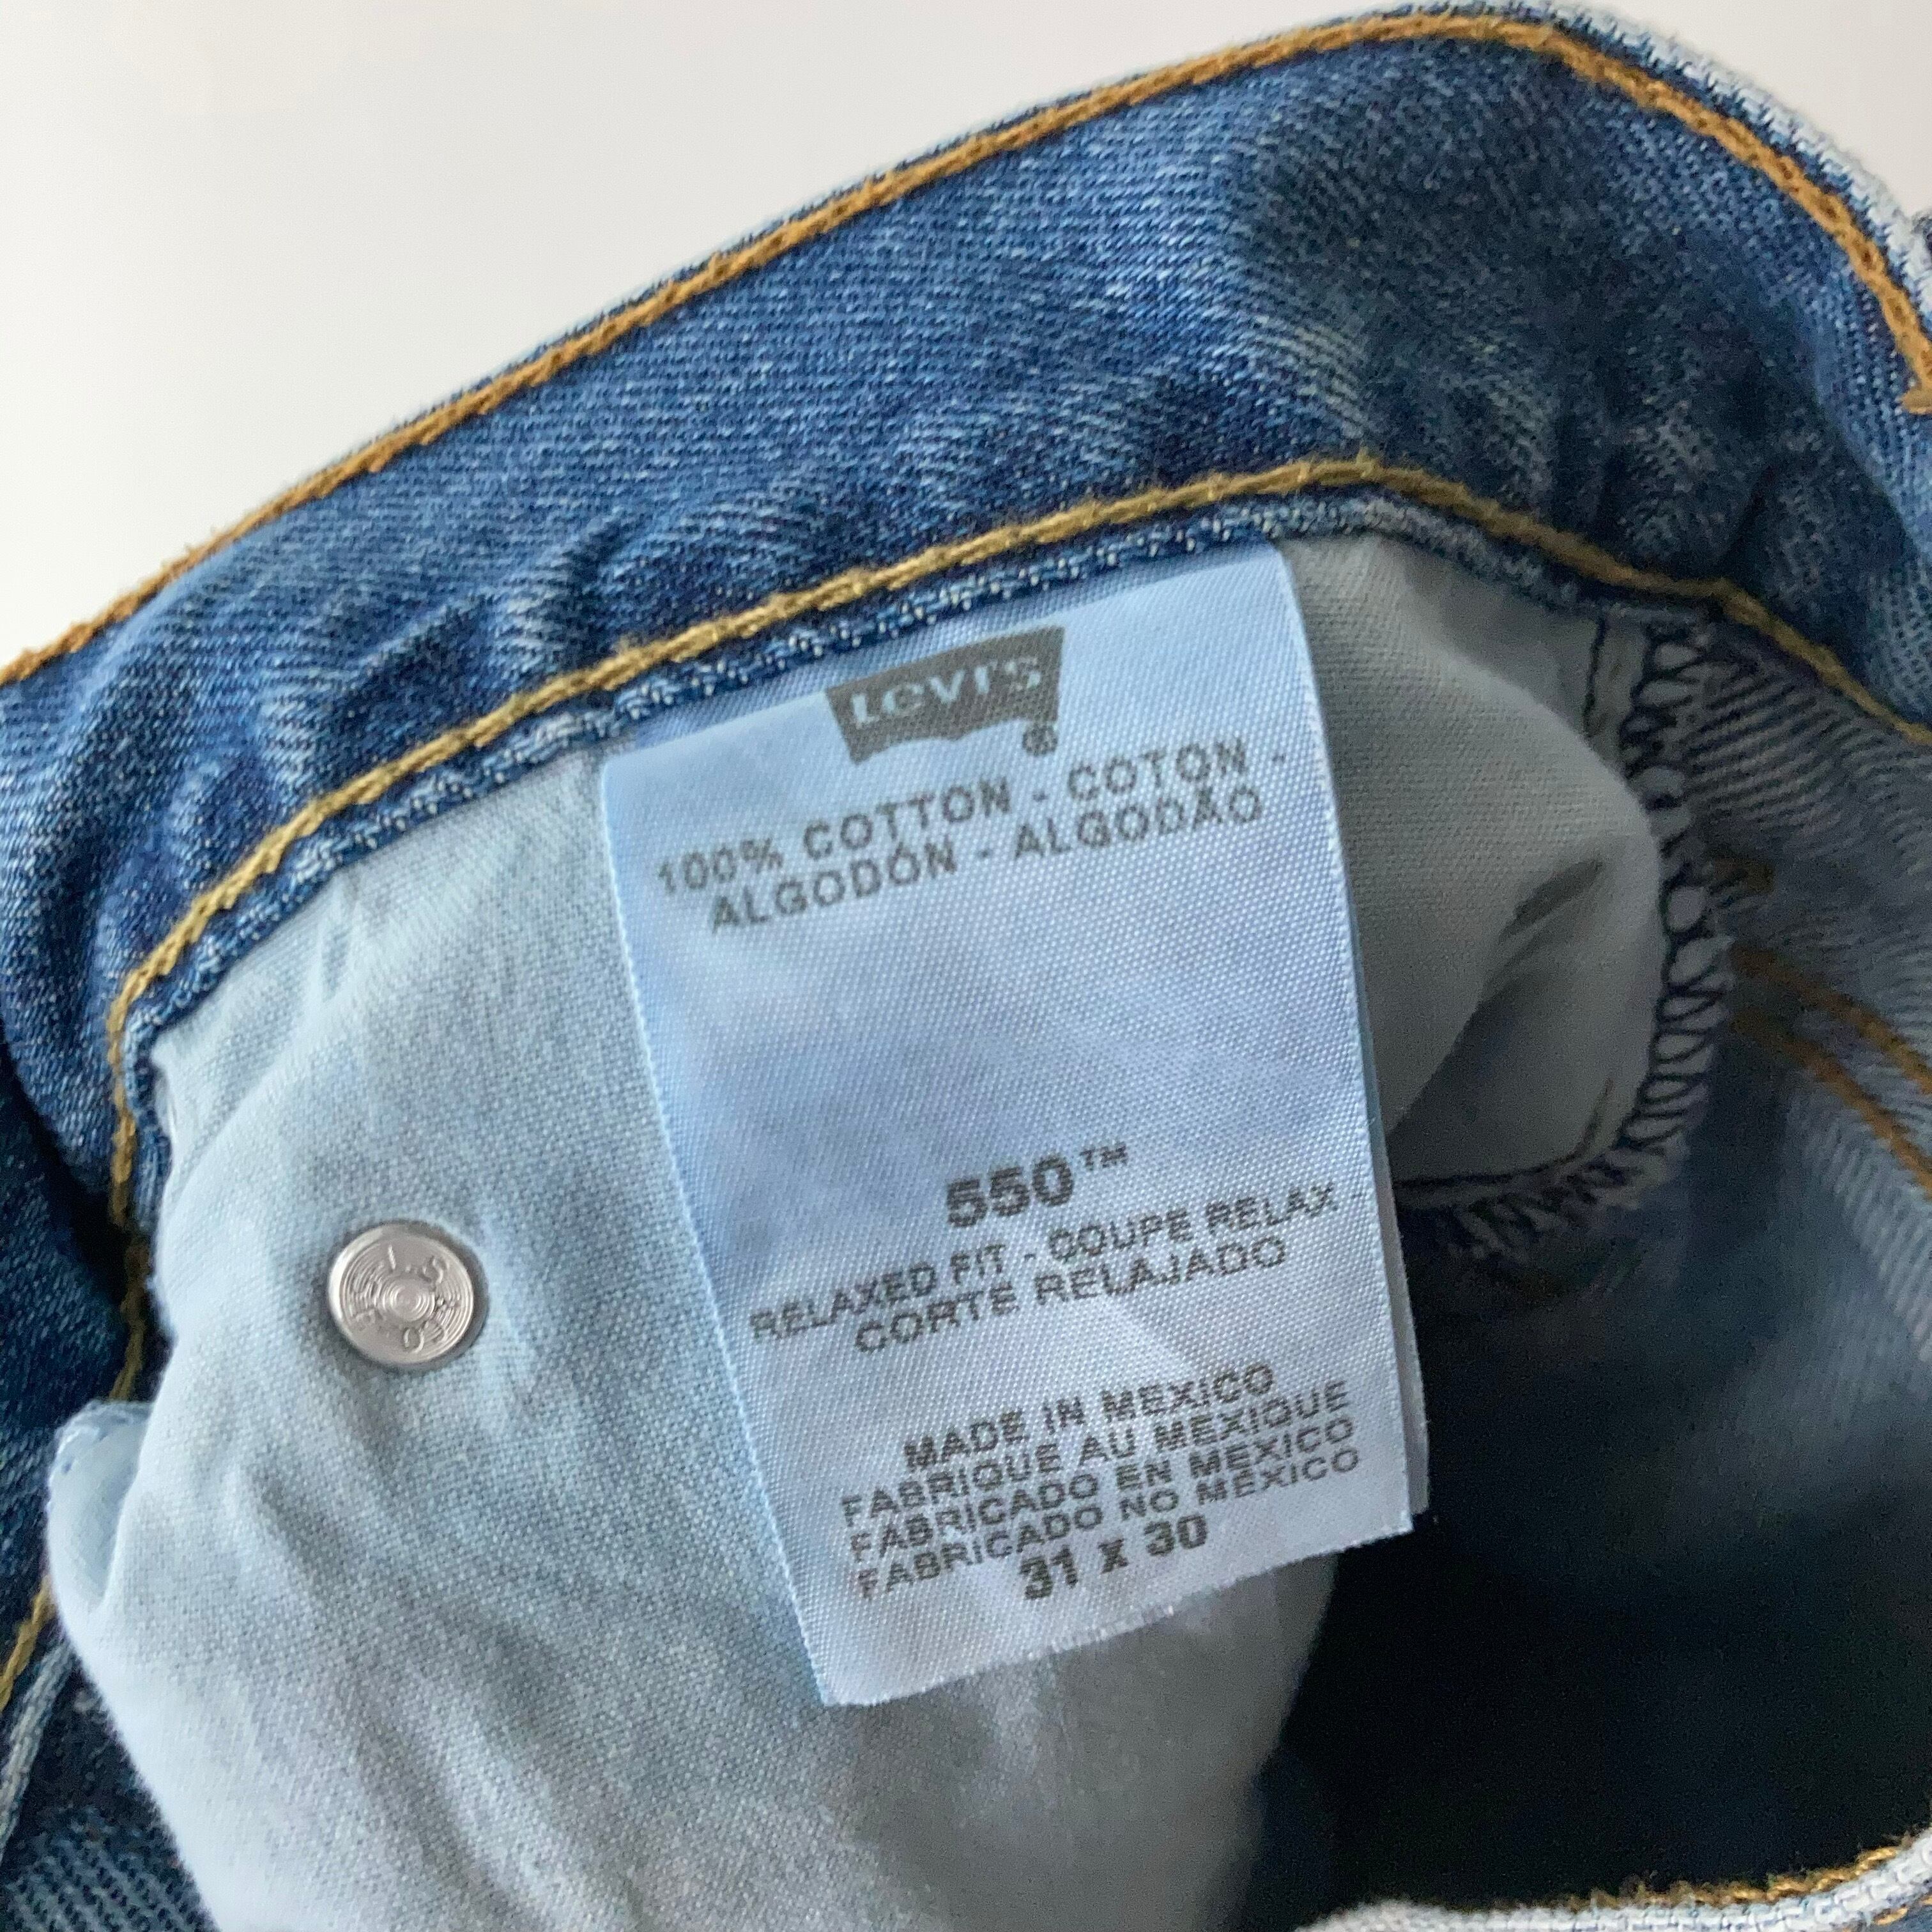 Levi's®
100% COTTON - COTON -
ALGODÓN - ALGODÃO
550™
RELAXED FIT - COUPE RELAX -
CORTE RELAJADO
MADE IN MEXICO
FABRIQUE AU MEXIQUE
FABRICADO EN MEXICO
FABRICADO NO MÉXICO
31 x 30